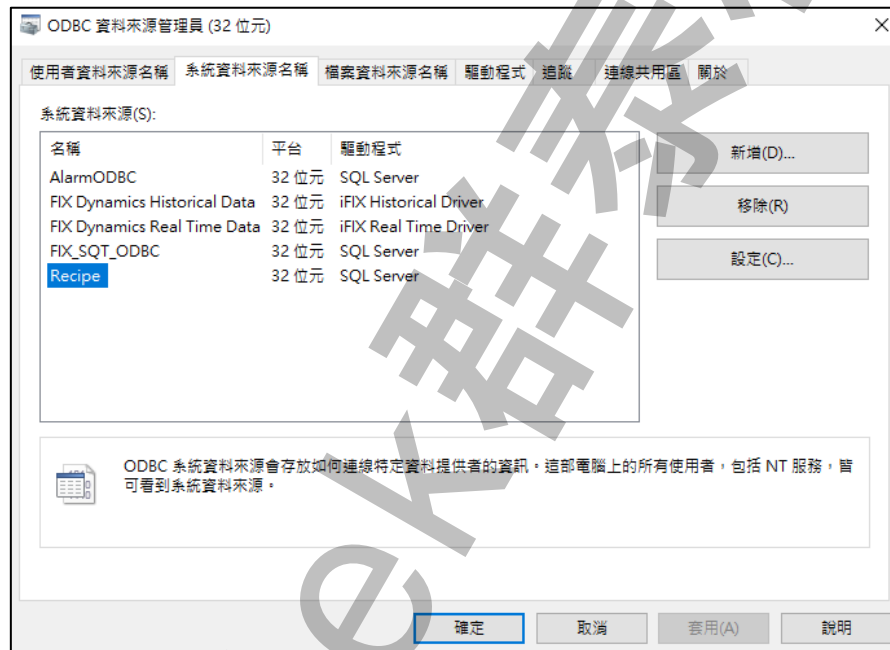 ODBC 資料來源管理員 (32 位元)
使用者資料來源名稱 系統資料來源名稱 檔案資料來源名稱 驅動程式 追蹤 連線共用區 關於
系統資料來源(S):
名稱 平台 驅動程式
AlarmODBC 32 位元 SQL Server
FIX Dynamics Historical Data 32 位元 iFIX Historical Driver
FIX Dynamics Real Time Data 32 位元 iFIX Real Time Driver
FIX_SQT_ODBC 32 位元 SQL Server
Recipe 32 位元 SQL Server
新增(D)...
移除(R)
設定(C)...
ODBC 系統資料來源會存放如何連線特定資料提供者的資訊。這部電腦上的所有使用者，包括 NT 服務，皆
可看到系統資料來源。
確定 取消 套用(A) 說明
ek群泰